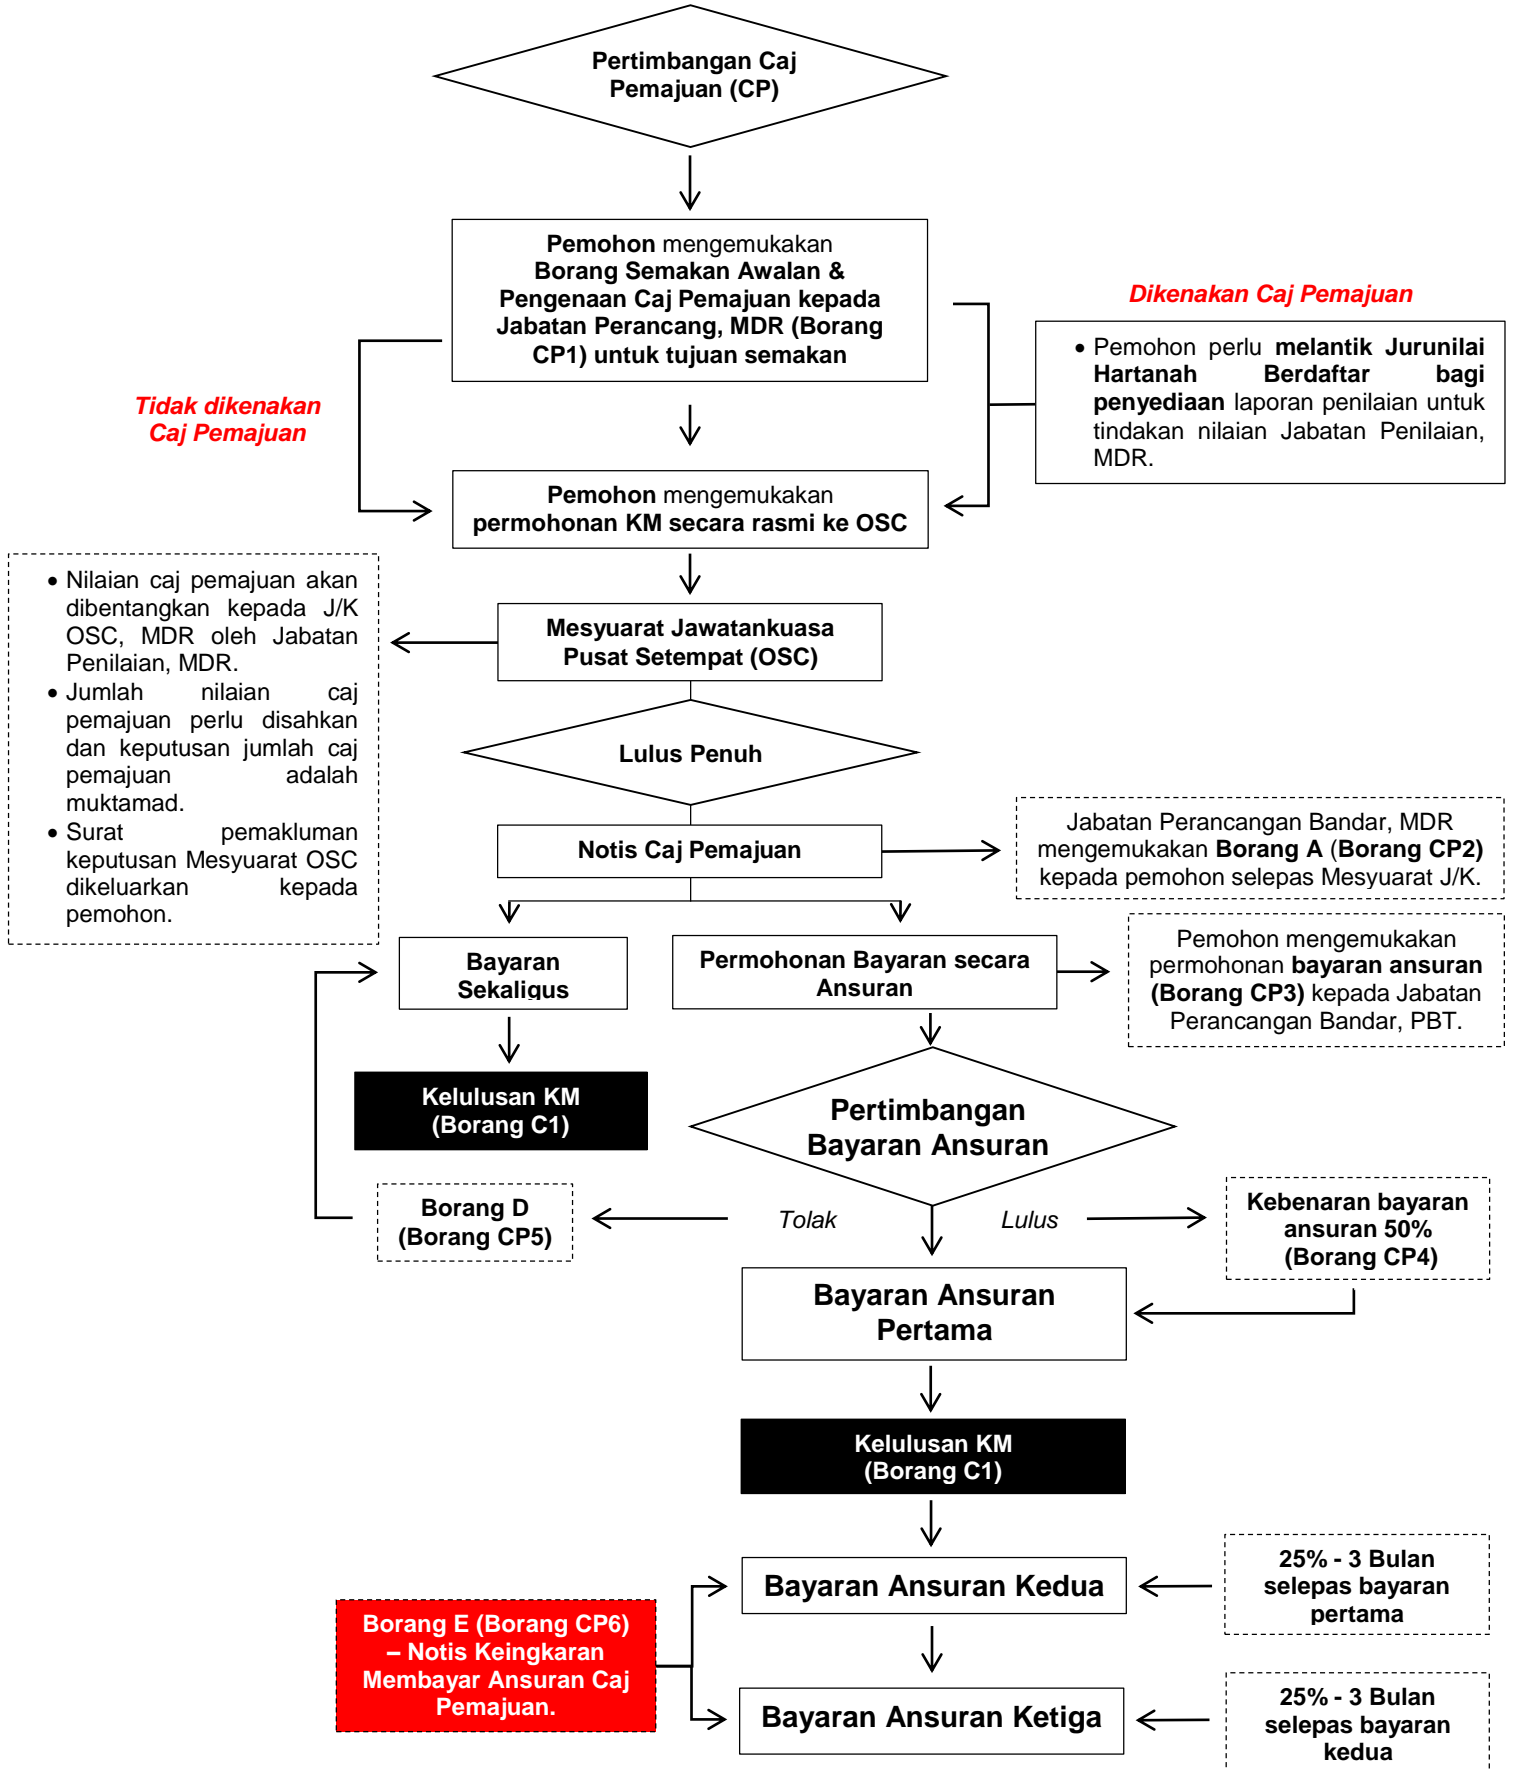 Pertimbangan Caj
Pemajuan (CP)
Pemohon mengemukakan
Borang Semakan Awalan &
Pengenaan Caj Pemajuan kepada
Jabatan Perancang, MDR (Borang
CP1) untuk tujuan semakan
Dikenakan Caj Pemajuan
• Pemohon perlu melantik Jurunilai
Hartanah Berdaftar bagi
penyediaan laporan penilaian untuk
tindakan nilaian Jabatan Penilaian,
MDR.
Tidak dikenakan
Caj Pemajuan
Pemohon mengemukakan
permohonan KM secara rasmi ke OSC
• Nilaian caj pemajuan akan
dibentangkan kepada J/K
OSC, MDR oleh Jabatan
Penilaian, MDR.
• Jumlah nilaian caj
pemajuan perlu disahkan
dan keputusan jumlah caj
pemajuan adalah
muktamad.
• Surat pemakluman
keputusan Mesyuarat OSC
dikeluarkan kepada
pemohon.
Mesyuarat Jawatankuasa
Pusat Setempat (OSC)
Lulus Penuh
Notis Caj Pemajuan
Jabatan Perancangan Bandar, MDR
mengemukakan Borang A (Borang CP2)
kepada pemohon selepas Mesyuarat J/K.
Bayaran
Sekaligus
Permohonan Bayaran secara
Ansuran
Pemohon mengemukakan
permohonan bayaran ansuran
(Borang CP3) kepada Jabatan
Perancangan Bandar, PBT.
Kelulusan KM
(Borang C1)
Pertimbangan
Bayaran Ansuran
Borang D
(Borang CP5)
Tolak
Lulus
Kebenaran bayaran
ansuran 50%
(Borang CP4)
Bayaran Ansuran
Pertama
Kelulusan KM
(Borang C1)
Bayaran Ansuran Kedua
25% - 3 Bulan
selepas bayaran
pertama
Borang E (Borang CP6)
– Notis Keingkaran
Membayar Ansuran Caj
Pemajuan.
Bayaran Ansuran Ketiga
25% - 3 Bulan
selepas bayaran
kedua